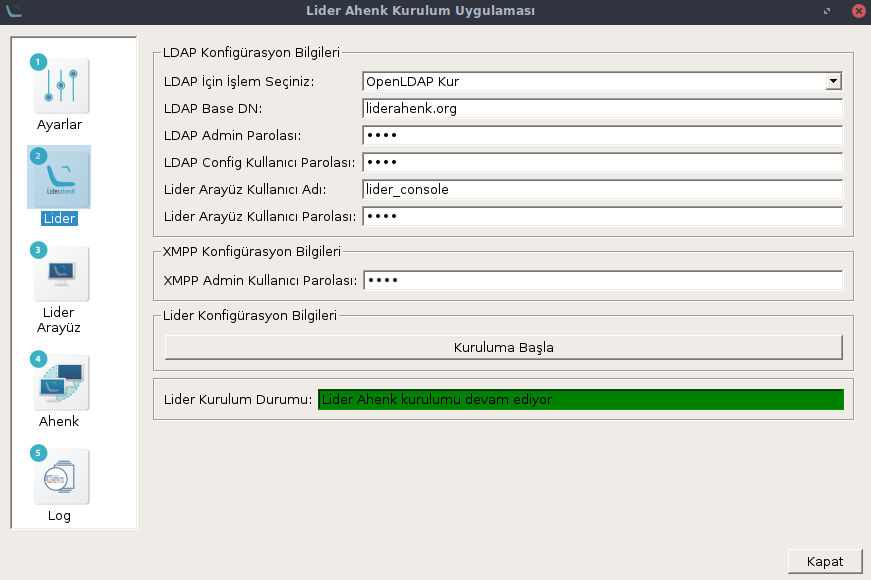 Lider Ahenk Kurulum Uygulaması
1
Ayarlar
2
LiderahenK
Lider
3
Lider
Arayüz
4
Ahenk
5
Log
LDAP Konfigürasyon Bilgileri
LDAP İçin İşlem Seçiniz: OpenLDAP Kur
LDAP Base DN: liderahenk.org
LDAP Admin Parolası: ••••
LDAP Config Kullanıcı Parolası: ••••
Lider Arayüz Kullanıcı Adı: lider_console
Lider Arayüz Kullanıcı Parolası: ••••
XMPP Konfigürasyon Bilgileri
XMPP Admin Kullanıcı Parolası: ••••
Lider Konfigürasyon Bilgileri
Kuruluma Başla
Lider Kurulum Durumu: Lider Ahenk kurulumu devam ediyor
Kapat